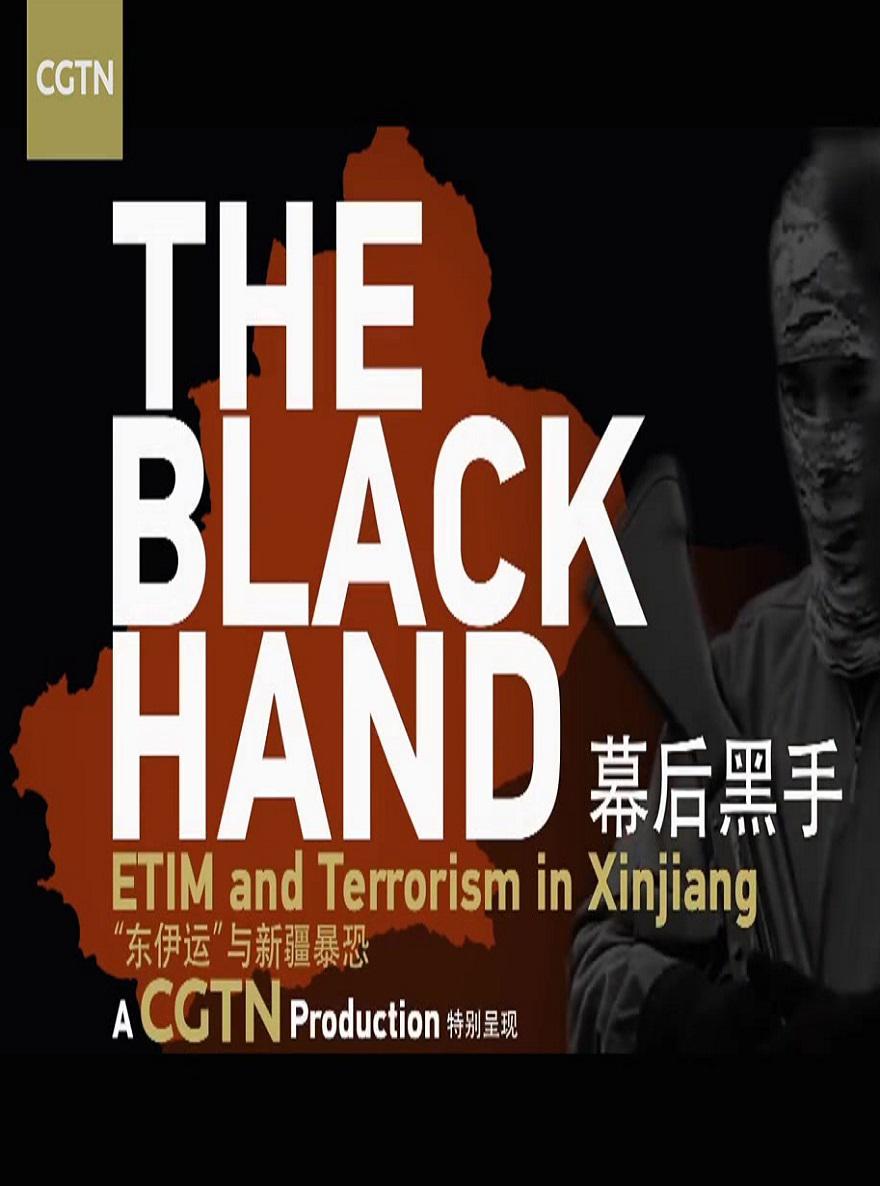 CGTN
THE
BLACK
HAND
幕后黑手
ETIM and Terrorism in Xinjiang
“东伊运”与新疆暴恐
A CGTN Production 特别呈现